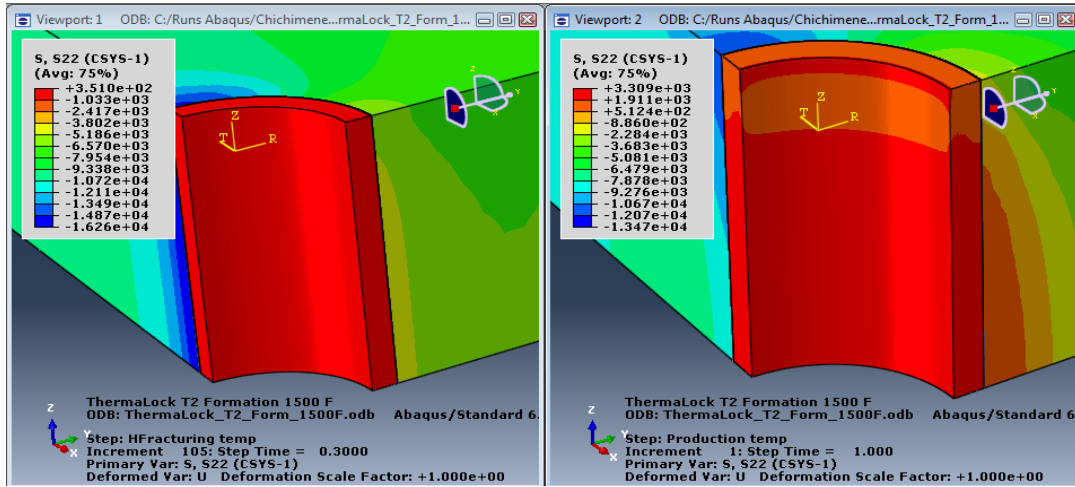 Viewport: 1 ODB: C:/Runs Abaqus/Chichimene...rmaLock_T2_Form_1...
S, S22 (CSYS-1)
(Avg: 75%)
+3.510e+02
-1.033e+03
-2.417e+03
-3.802e+03
-5.186e+03
-6.570e+03
-7.954e+03
-9.338e+03
-1.072e+04
-1.211e+04
-1.349e+04
-1.487e+04
-1.626e+04
Z
T R
Z
Y
X
ThermaLock T2 Formation 1500 F
ODB: ThermaLock_T2_Form_1500F.odb Abaqus/Standard 6.
Z
Y
X
Step: HFracturing temp
Increment 105: Step Time = 0.3000
Primary Var: S, S22 (CSYS-1)
Deformed Var: U Deformation Scale Factor: +1.000e+00
Viewport: 2 ODB: C:/Runs Abaqus/Chichimene...rmaLock_T2_Form_1...
S, S22 (CSYS-1)
(Avg: 75%)
+3.309e+03
+1.911e+03
+5.124e+02
-8.860e+02
-2.284e+03
-3.683e+03
-5.081e+03
-6.479e+03
-7.878e+03
-9.276e+03
-1.067e+04
-1.207e+04
-1.347e+04
Z
T R
Z
Y
X
ThermaLock T2 Formation 1500 F
ODB: ThermaLock_T2_Form_1500F.odb Abaqus/Standard 6
Z
Y
X
Step: Production temp
Increment 1: Step Time = 1.000
Primary Var: S, S22 (CSYS-1)
Deformed Var: U Deformation Scale Factor: +1.000e+00